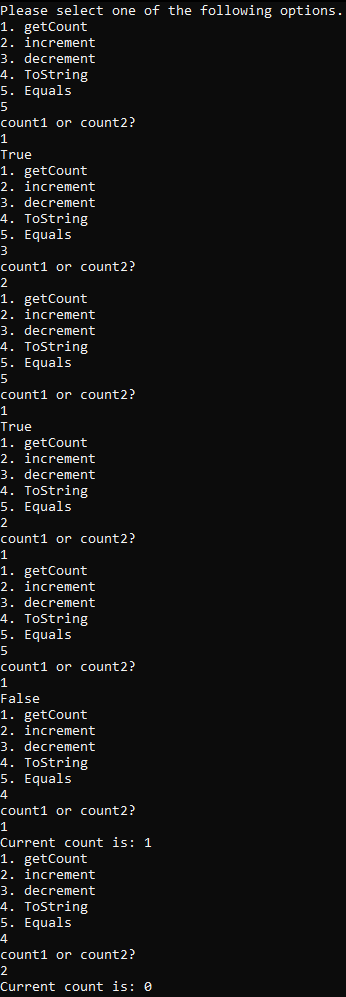 Please select one of the following options.
1. getCount
2. increment
3. decrement
4. ToString
5. Equals
5
count1 or count2?
1
True
1. getCount
2. increment
3. decrement
4. ToString
5. Equals
3
count1 or count2?
2
1. getCount
2. increment
3. decrement
4. ToString
5. Equals
5
count1 or count2?
1
True
1. getCount
2. increment
3. decrement
4. ToString
5. Equals
2
count1 or count2?
1
1. getCount
2. increment
3. decrement
4. ToString
5. Equals
5
count1 or count2?
1
False
1. getCount
2. increment
3. decrement
4. ToString
5. Equals
4
count1 or count2?
1
Current count is: 1
1. getCount
2. increment
3. decrement
4. ToString
5. Equals
4
count1 or count2?
2
Current count is: 0